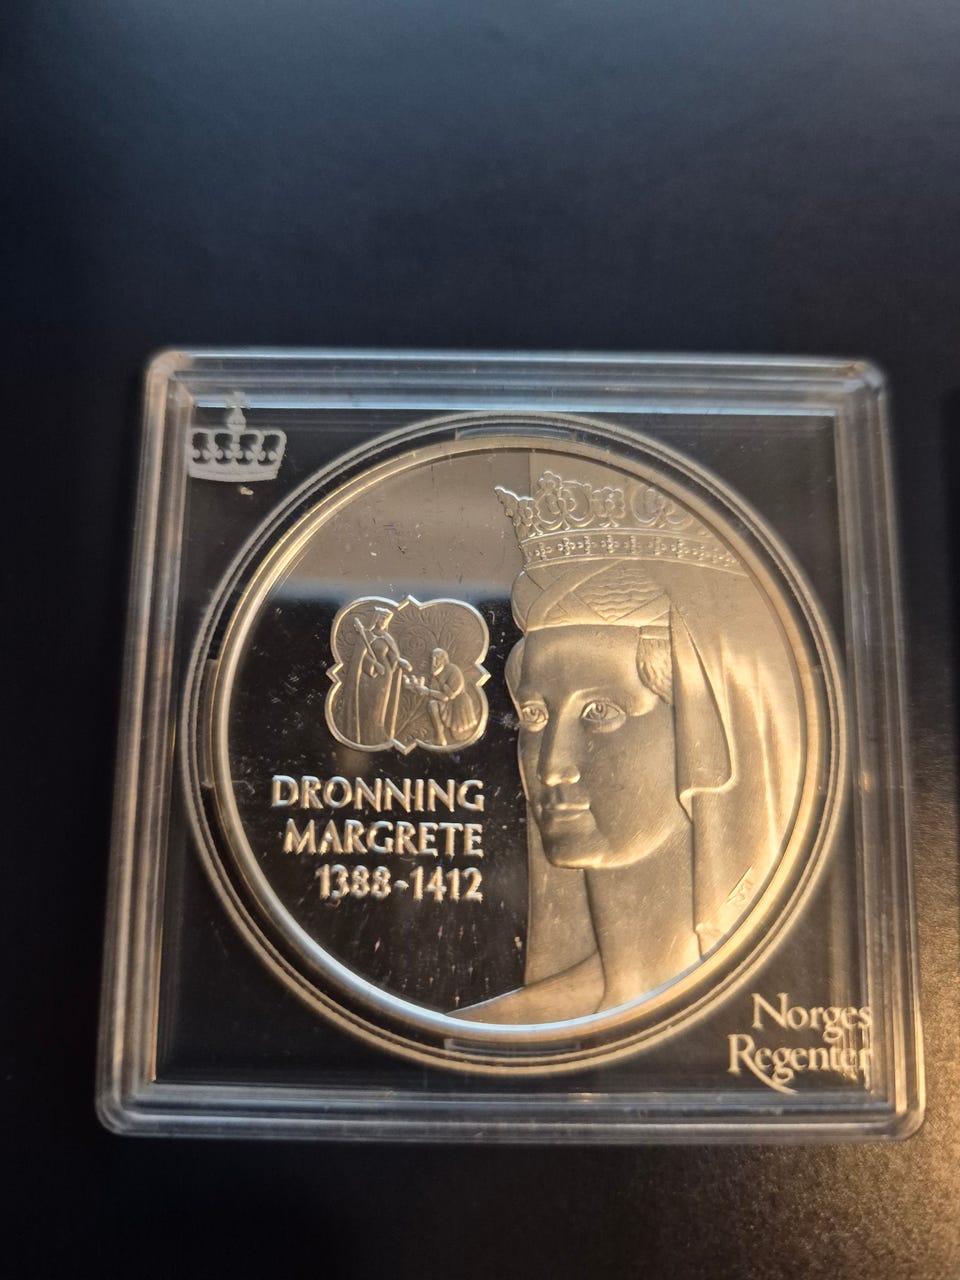 DRONNING
MARGRETE
1388-1412
Norges
Regenter